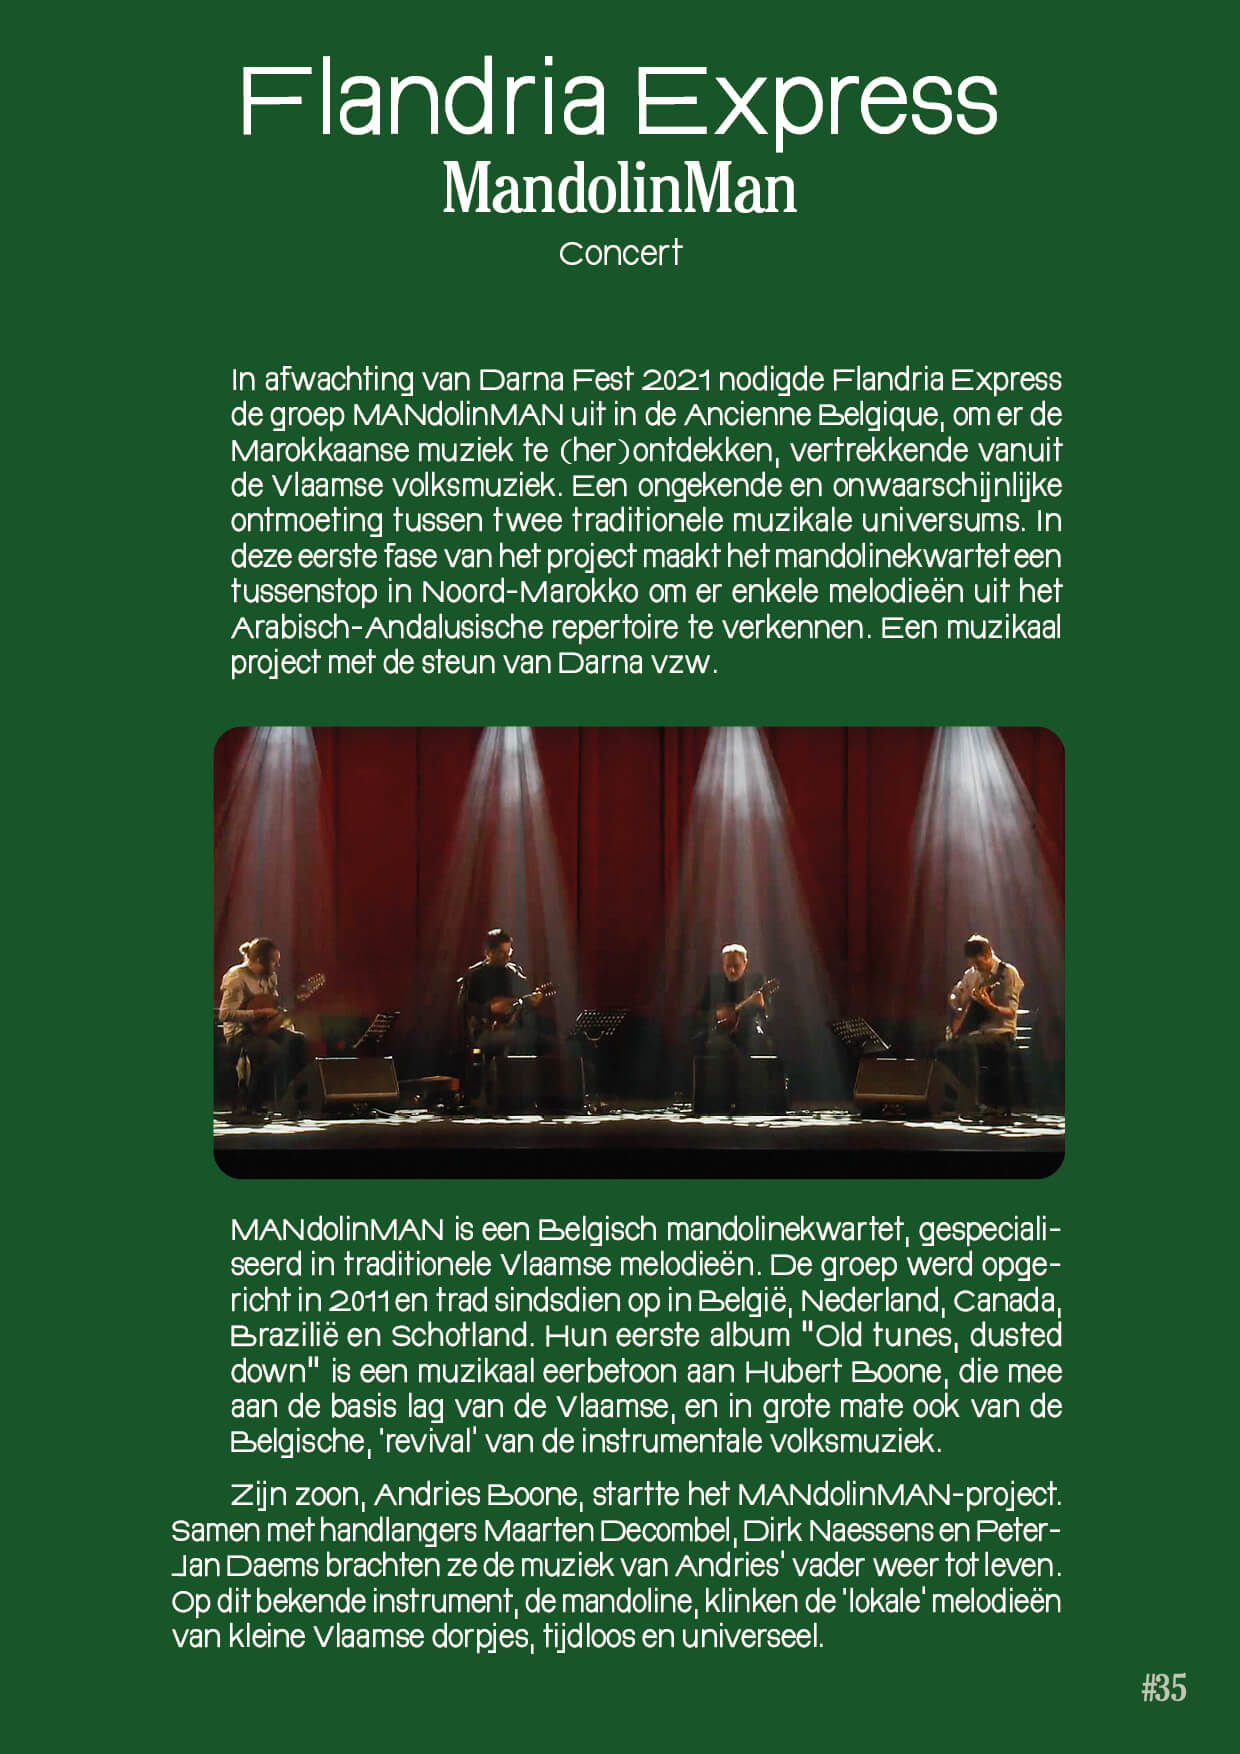 Flandria Express
MandolinMan
Concert
In afwachting van Darna Fest 2021 nodigde Flandria Express
de groep MANdolinMAN uit in de Ancienne Belgique, om er de
Marokkaanse muziek te (her)ontdekken, vertrekkende vanuit
de Vlaamse volksmuziek. Een ongekende en onwaarschijnlijke
ontmoeting tussen twee traditionele muzikale universums. In
deze eerste fase van het project maakt het mandolinekwartet een
tussenstop in Noord-Marokko om er enkele melodieën uit het
Arabisch-Andalusische repertoire te verkennen. Een muzikaal
project met de steun van Darna vzw.
MANdolinMAN is een Belgisch mandolinekwartet, gespeciali-
seerd in traditionele Vlaamse melodieën. De groep werd opge-
richt in 2011 en trad sindsdien op in België, Nederland, Canada,
Brazilië en Schotland. Hun eerste album "Old tunes, dusted
down" is een muzikaal eerbetoon aan Hubert Boone, die mee
aan de basis lag van de Vlaamse, en in grote mate ook van de
Belgische, 'revival' van de instrumentale volksmuziek.
Zijn zoon, Andries Boone, startte het MANdolinMAN-project.
Samen met handlangers Maarten Decombel, Dirk Naessens en Peter-
Jan Daems brachten ze de muziek van Andries' vader weer tot leven.
Op dit bekende instrument, de mandoline, klinken de 'lokale' melodieën
van kleine Vlaamse dorpjes, tijdloos en universeel.
#35